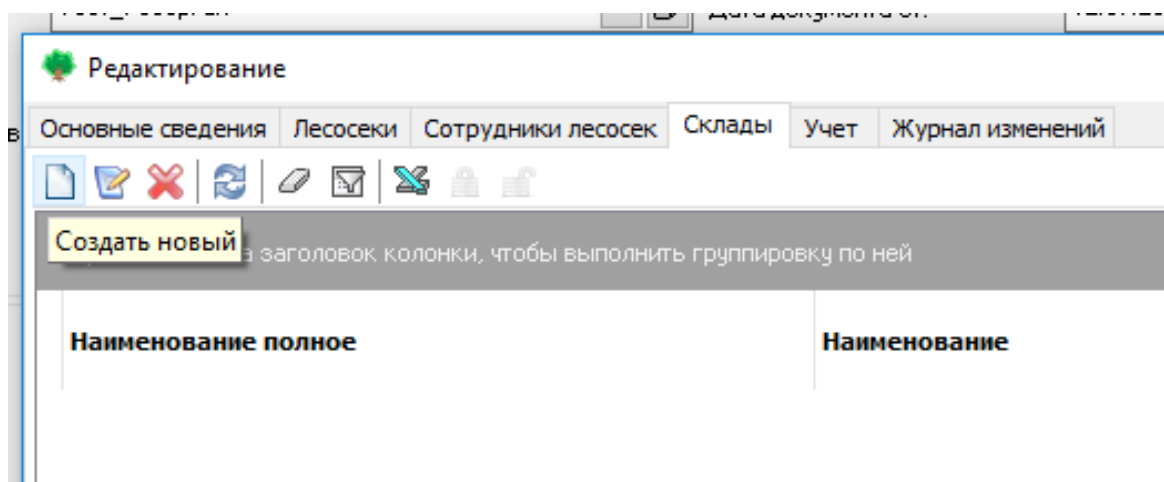 Редактирование
в
Основные сведения Лесосеки Сотрудники лесосек Склады Учет Журнал изменений
Создать новый
заголовок колонки, чтобы выполнить группировку по ней
Наименование полное Наименование